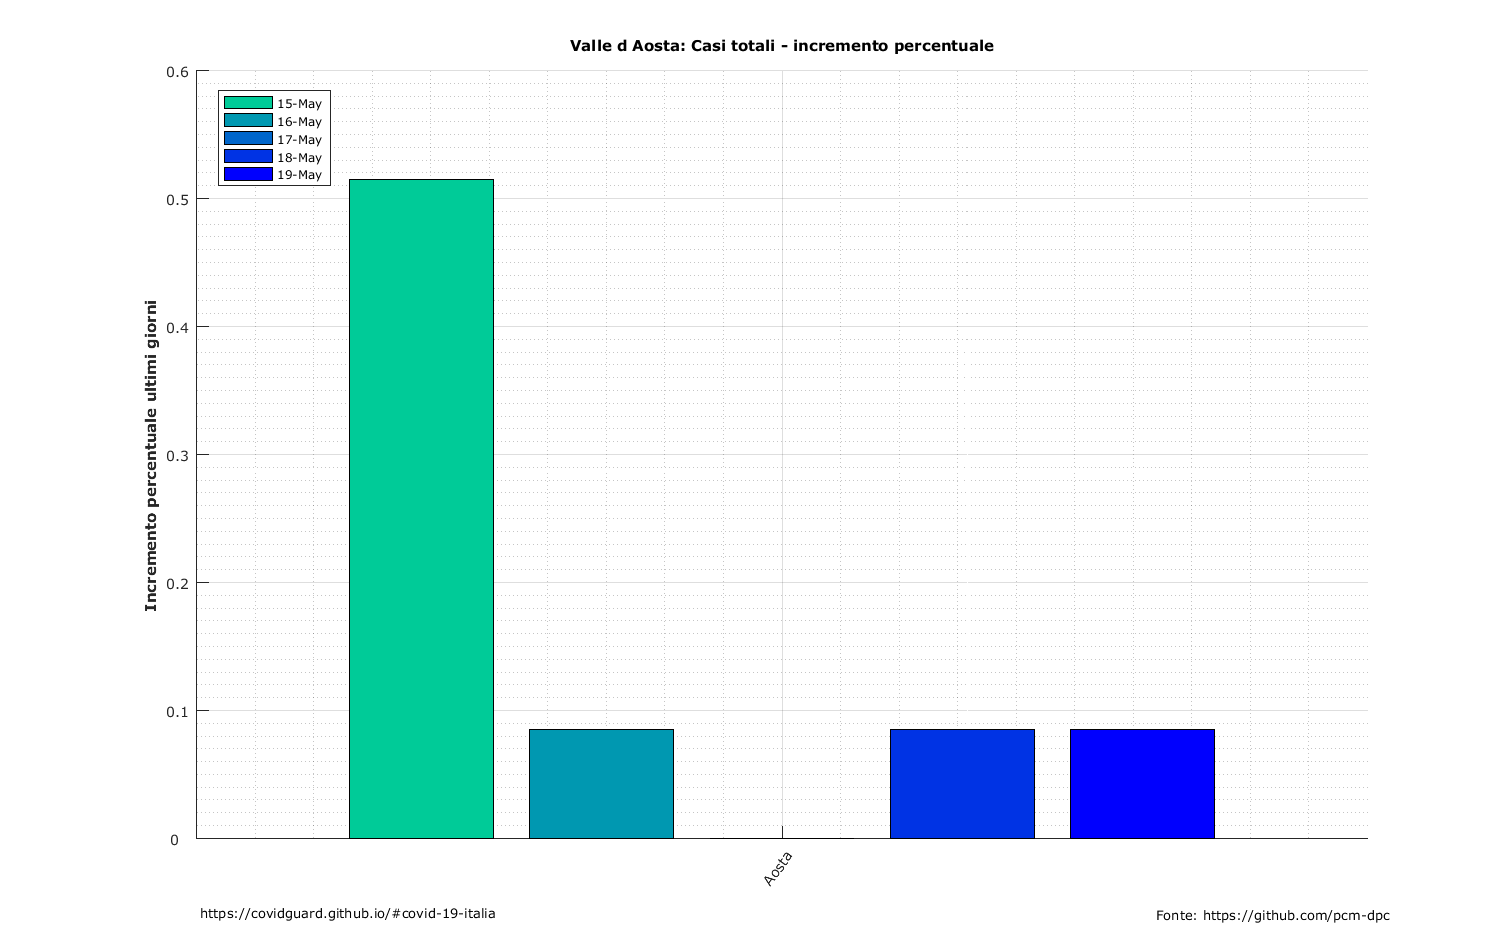 Valle d Aosta: Casi totali - incremento percentuale
0.6
0.5
0.4
0.3
0.2
0.1
0
Incremento percentuale ultimi giorni
15-May
16-May
17-May
18-May
19-May
Aosta
https://covidguard.github.io/#covid-19-italia
Fonte: https://github.com/pcm-dpc